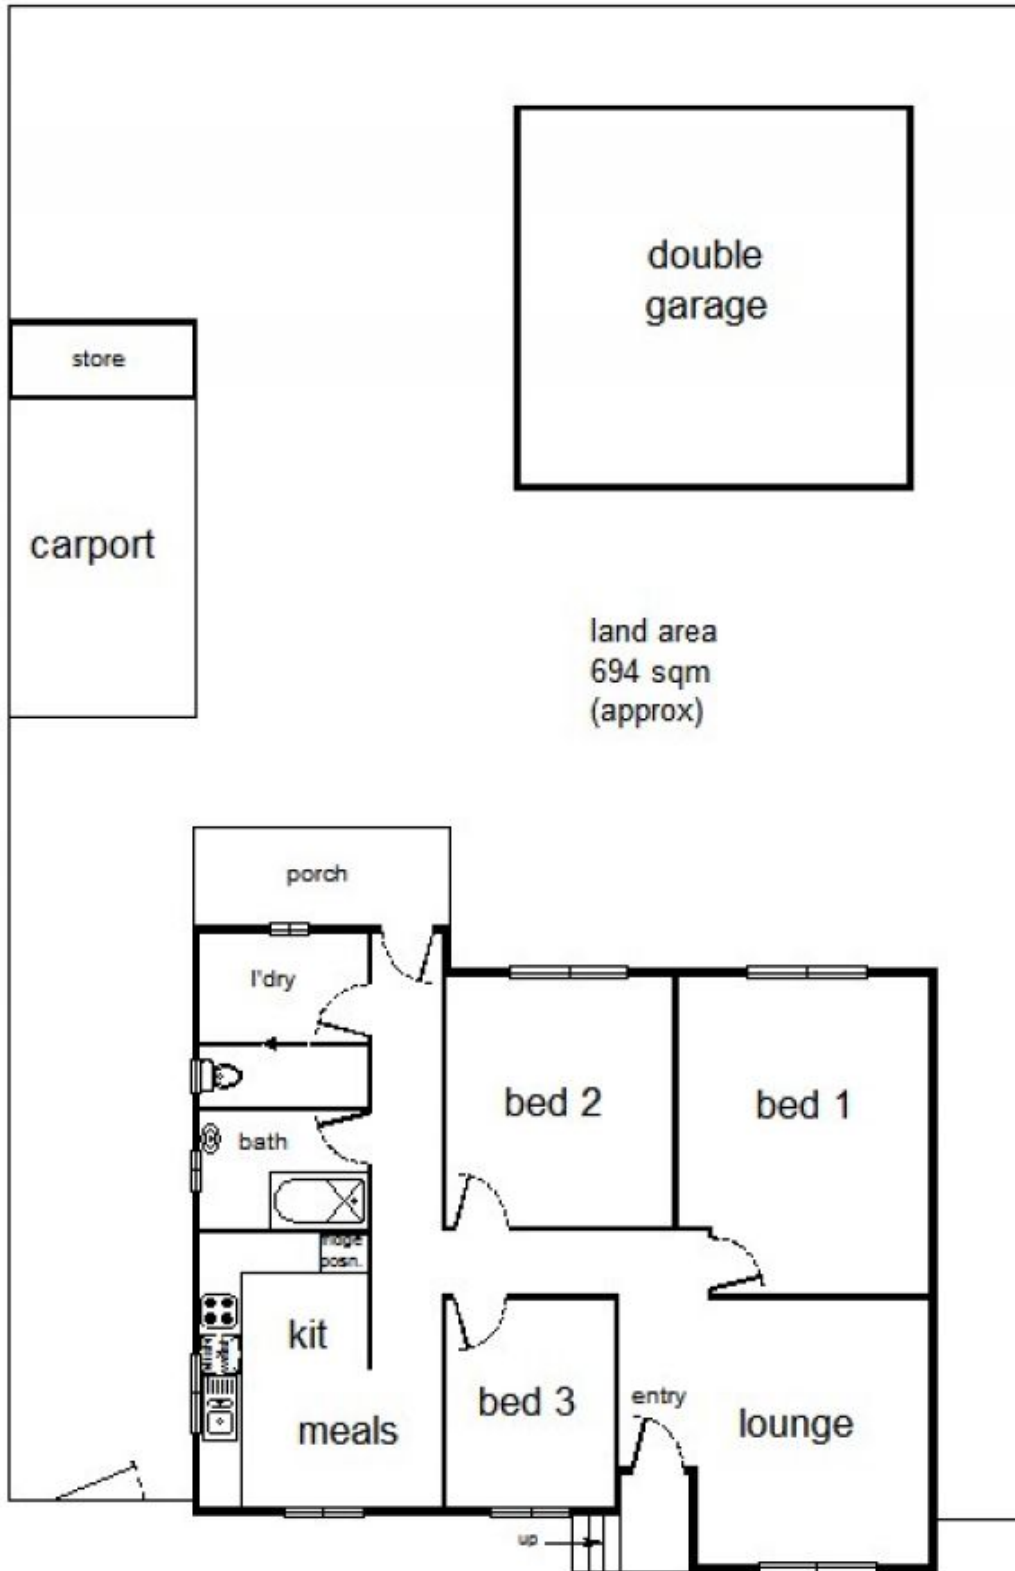 double
garage
store
carport
land area
694 sqm
(approx)
porch
l'dry
bed 2
bed 1
bath
posn.
kit
meals
bed 3
entry
lounge
up